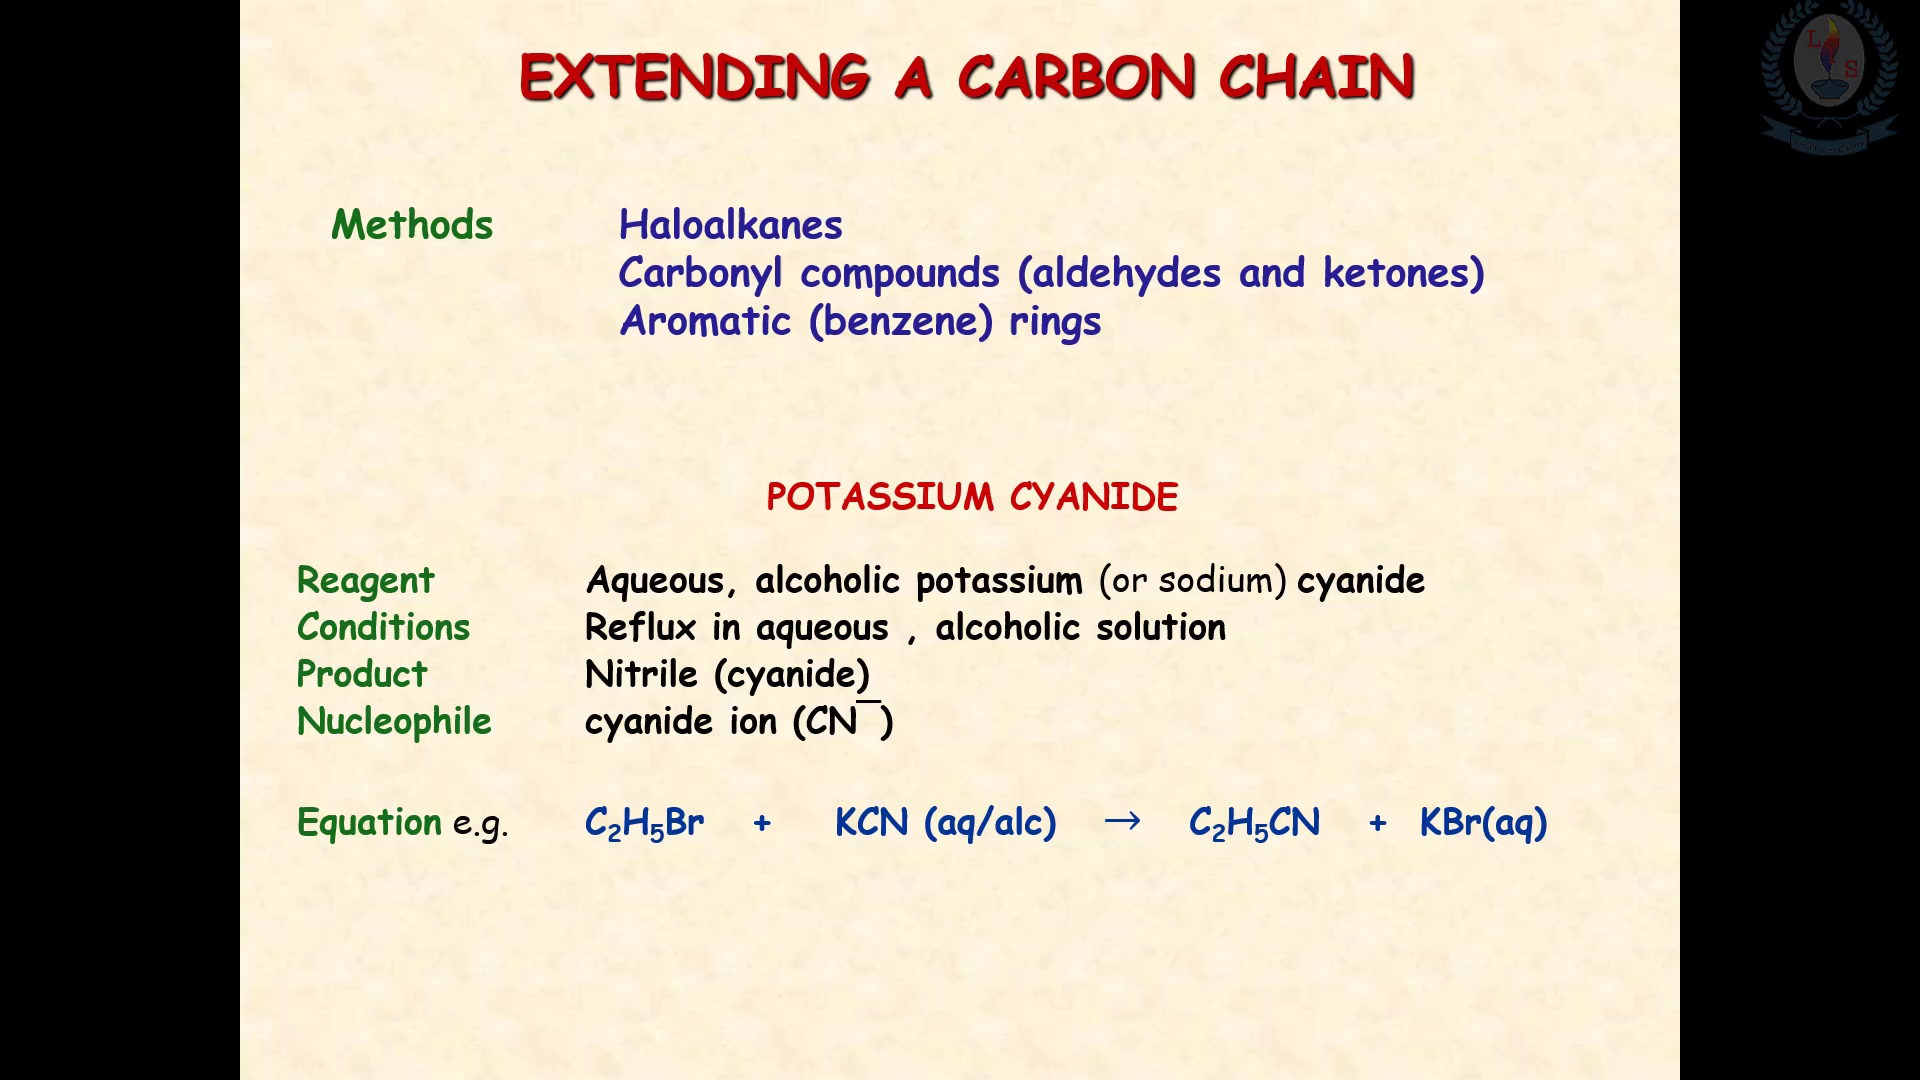 EXTENDING A CARBON CHAIN
Methods Haloalkanes
Carbonyl compounds (aldehydes and ketones)
Aromatic (benzene) rings
POTASSIUM CYANIDE
Reagent Aqueous, alcoholic potassium (or sodium) cyanide
Conditions Reflux in aqueous , alcoholic solution
Product Nitrile (cyanide)
Nucleophile cyanide ion (CN¯)
Equation e.g. C₂H₅Br + KCN (aq/alc) → C₂H₅CN + KBr(aq)
L
S